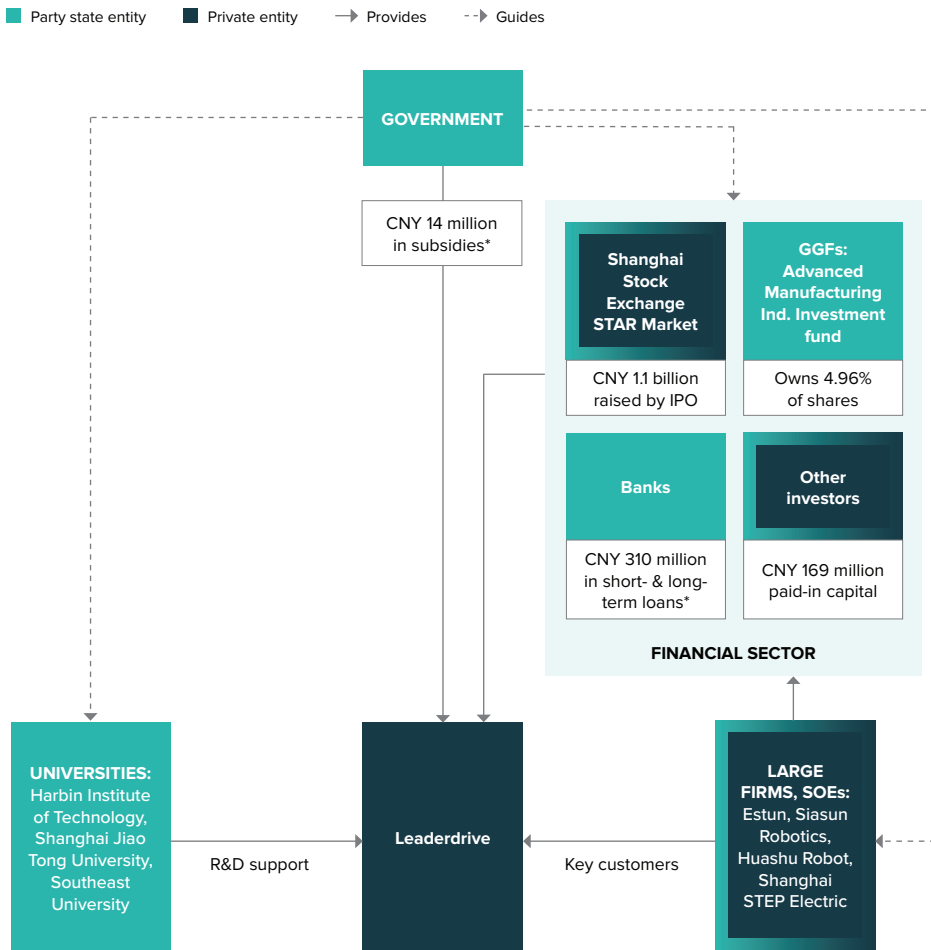 Party state entity
Private entity
Provides
Guides
GOVERNMENT
CNY 14 million
in subsidies*
Shanghai
Stock
Exchange
STAR Market
CNY 1.1 billion
raised by IPO
GGFs:
Advanced
Manufacturing
Ind. Investment
fund
Owns 4.96%
of shares
Banks
CNY 310 million
in short- & long-
term loans*
Other
investors
CNY 169 million
paid-in capital
FINANCIAL SECTOR
UNIVERSITIES:
Harbin Institute
of Technology,
Shanghai Jiao
Tong University,
Southeast
University
R&D support
Leaderdrive
Key customers
LARGE
FIRMS, SOEs:
Estun, Siasun
Robotics,
Huashu Robot,
Shanghai
STEP Electric